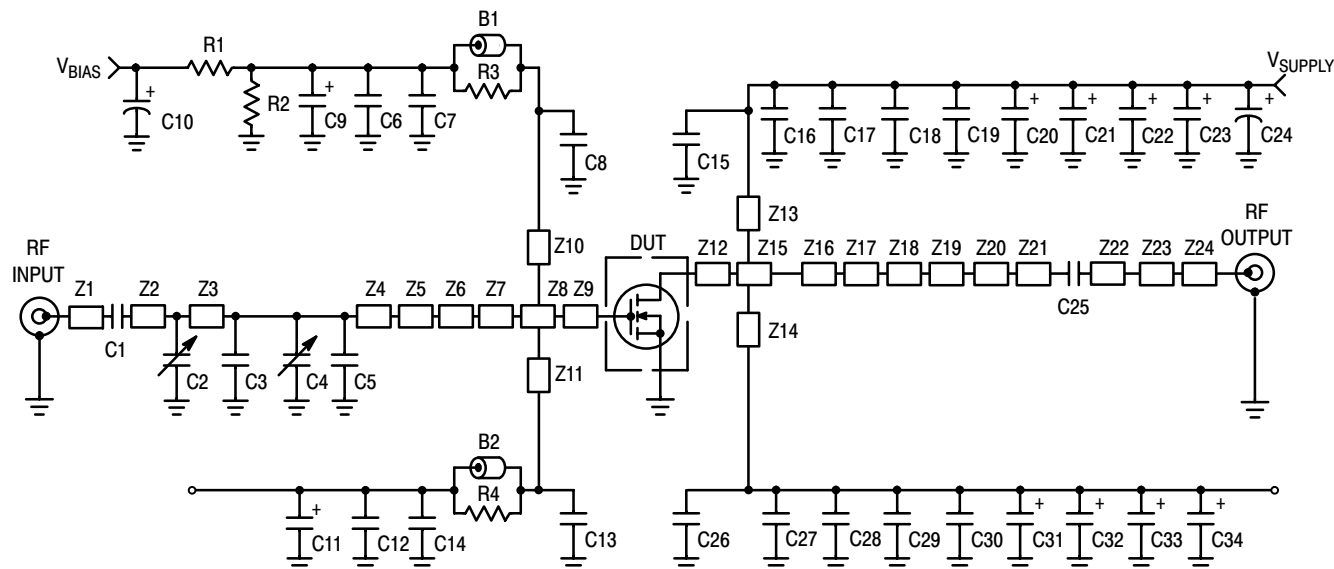 B1
R1
V_BIAS
R3
V_SUPPLY
+
R2
+
C10
C9
C6
C7
C8
C15
C16
C17
C18
C19
+
C20
+
C21
+
C22
+
C23
+
C24
Z13
RF
INPUT
Z10
DUT
Z12
Z15
Z16
Z17
Z18
Z19
Z20
Z21
Z22
Z23
Z24
RF
OUTPUT
Z1
Z2
Z3
Z4
Z5
Z6
Z7
Z8
Z9
C25
C1
Z14
C2
C3
C4
C5
Z11
B2
R4
+
C11
C12
C14
C13
C26
C27
C28
C29
C30
+
C31
+
C32
+
C33
+
C34